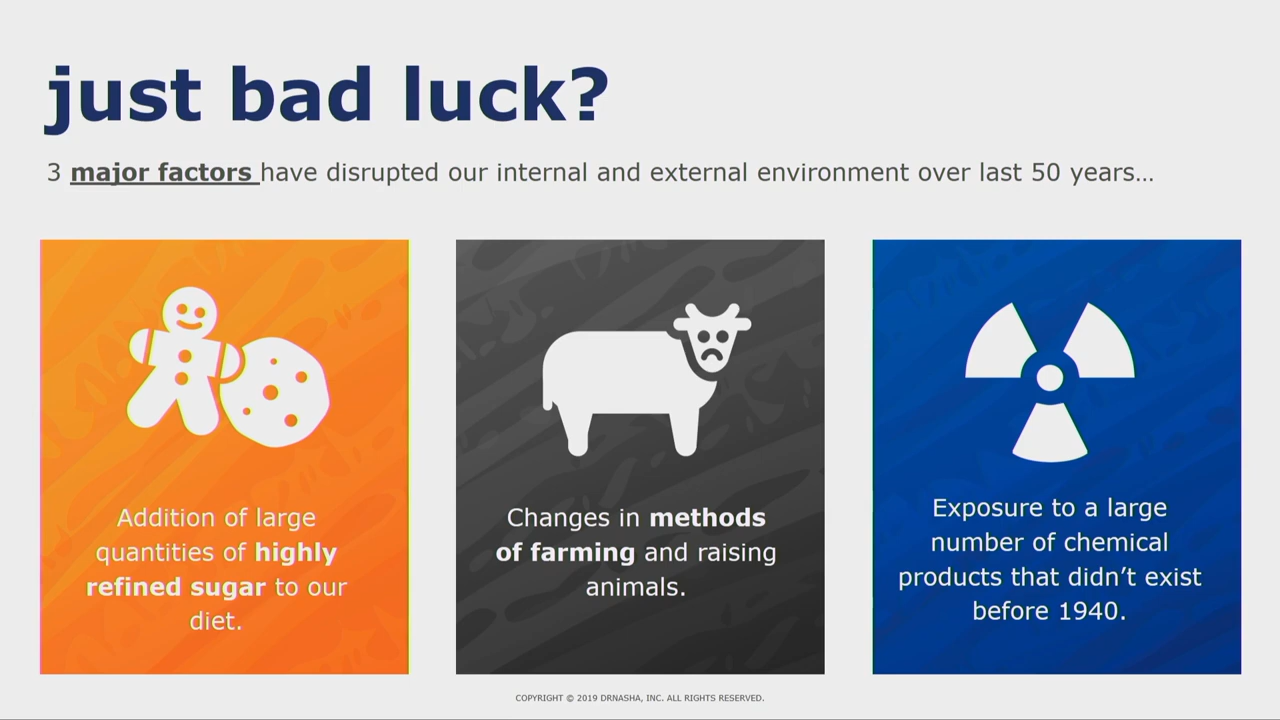 just bad luck?
3 major factors have disrupted our internal and external environment over last 50 years…
Addition of large
quantities of highly
refined sugar to our
diet.
Changes in methods
of farming and raising
animals.
Exposure to a large
number of chemical
products that didn’t exist
before 1940.
COPYRIGHT © 2019 DRNASHA, INC. ALL RIGHTS RESERVED.